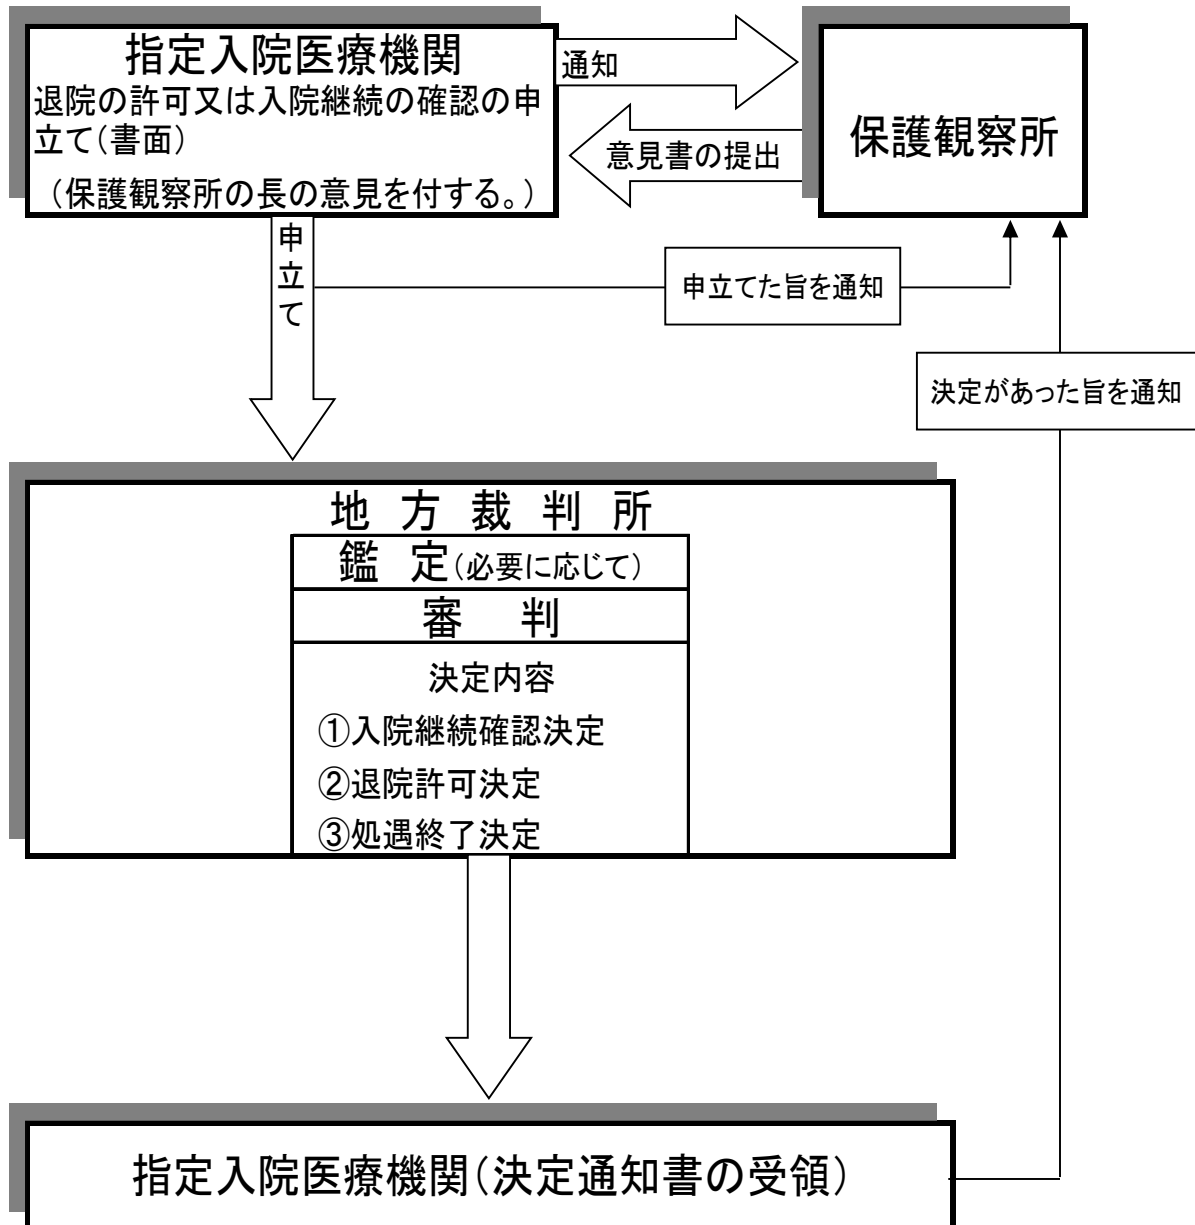 指定入院医療機関
退院の許可又は入院継続の確認の申
立て（書面）
（保護観察所の長の意見を付する。）
通知
意見書の提出
保護観察所
申立て
申立てた旨を通知
決定があった旨を通知
地方裁判所
鑑定（必要に応じて）
審判
決定内容
①入院継続確認決定
②退院許可決定
③処遇終了決定
指定入院医療機関（決定通知書の受領）